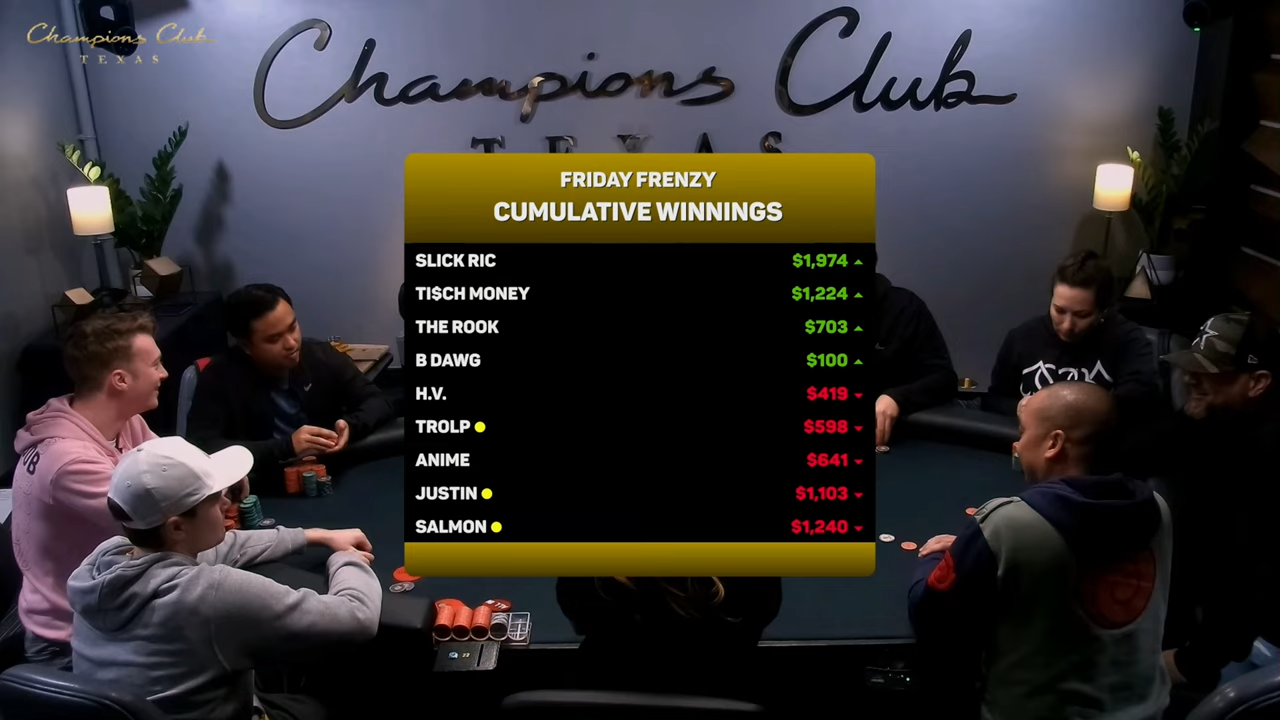 Champions Club
TEXAS
Champions Club
TEXAS
FRIDAY FRENZY
CUMULATIVE WINNINGS
SLICK RIC $1,974
TI$CH MONEY $1,224
THE ROOK $703
B DAWG $100
H.V. $419
TROLP $598
ANIME $641
JUSTIN $1,103
SALMON $1,240